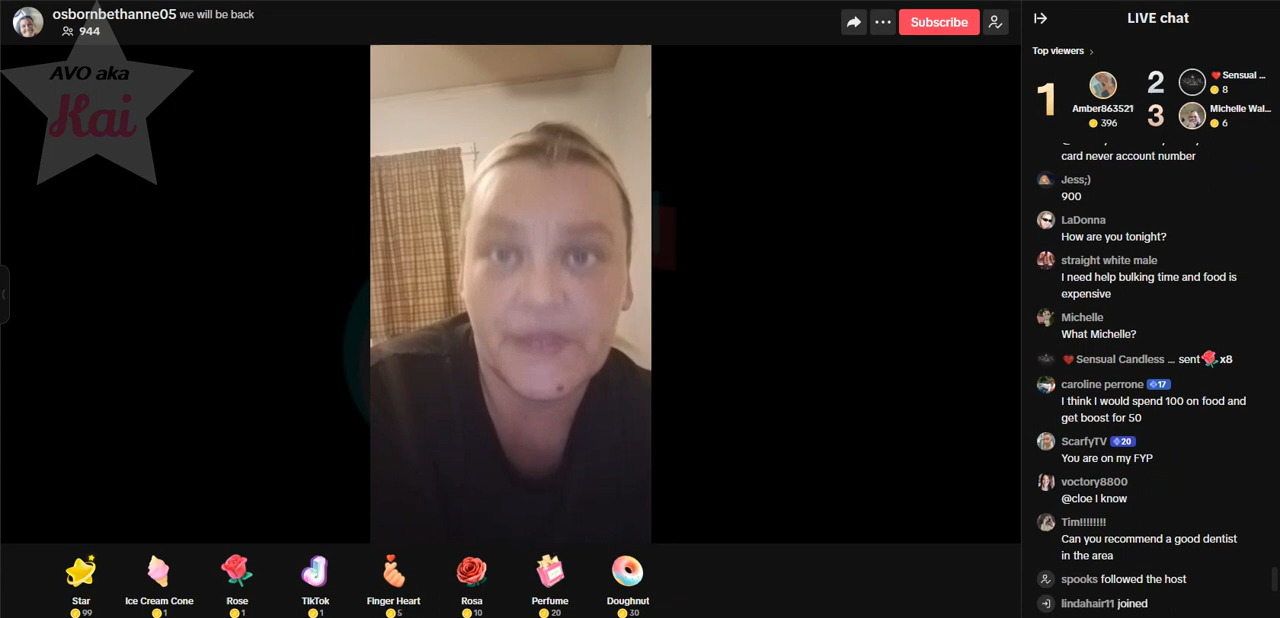 osbornbethanne05 we will be back
944
Subscribe
AVO aka
Kai
LIVE chat
Top viewers
1
Amber863521
396
2
Sensual ...
8
3
Michelle Wal...
6
card never account number
Jess;)
900
LaDonna
How are you tonight?
straight white male
I need help bulking time and food is
expensive
Michelle
What Michelle?
Sensual Candless ... sent x8
caroline perrone 17
I think I would spend 100 on food and
get boost for 50
ScarfyTV 20
You are on my FYP
voctory8800
@cloe I know
Tim!!!!!!!!
Can you recommend a good dentist
in the area
spooks followed the host
lindahair11 joined
Star
99
Ice Cream Cone
1
Rose
1
TikTok
1
Finger Heart
5
Rosa
10
Perfume
20
Doughnut
30